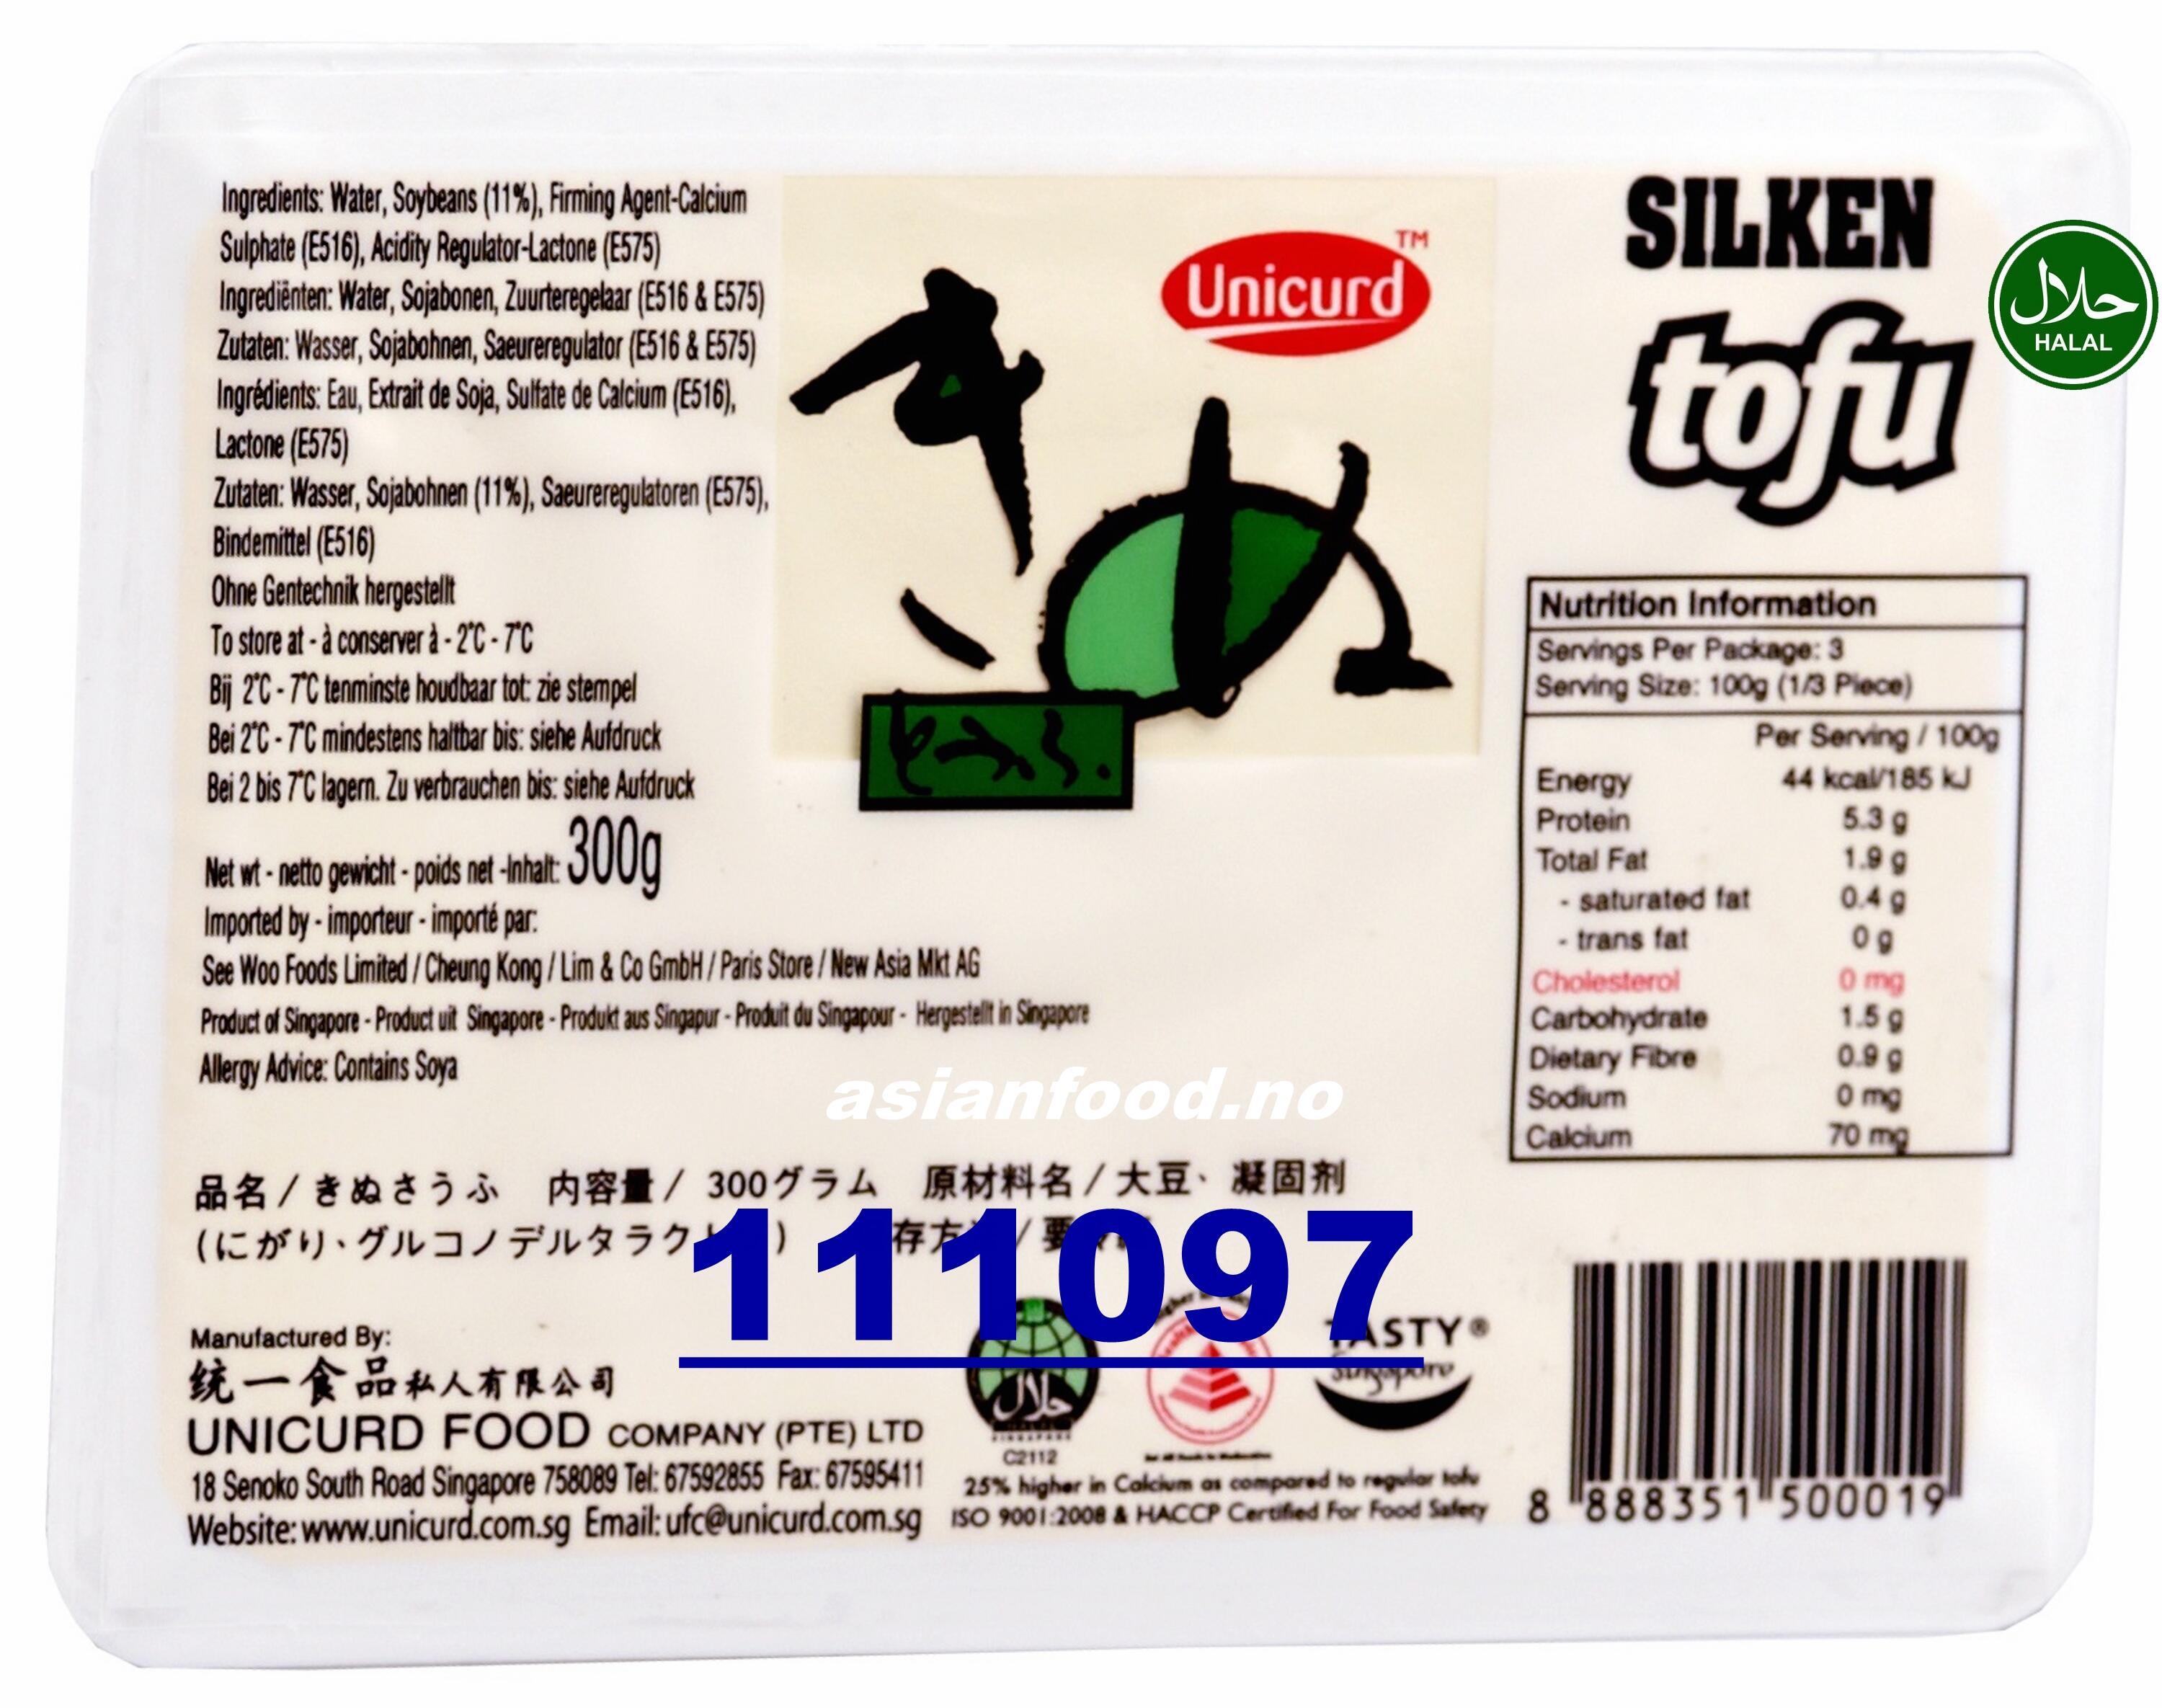 Ingredients: Water, Soybeans (11%), Firming Agent-Calcium
Sulphate (E516), Acidity Regulator-Lactone (E575)
Ingrediënten: Water, Sojabonen, Zuurteregelaar (E516 & E575)
Zutaten: Wasser, Sojabohnen, Saeureregulator (E516 & E575)
Ingrédients: Eau, Extrait de Soja, Sulfate de Calcium (E516),
Lactone (E575)
Zutaten: Wasser, Sojabohnen (11%), Saeureregulatoren (E575),
Bindemittel (E516)
Ohne Gentechnik hergestellt
To store at - à conserver à - 2°C - 7°C
Bij 2°C - 7°C tenminste houdbaar tot: zie stempel
Bei 2°C - 7°C mindestens haltbar bis: siehe Aufdruck
Bei 2 bis 7°C lagern. Zu verbrauchen bis: siehe Aufdruck
Net wt - netto gewicht - poids net -Inhalt: 300g
Imported by - importeur - importé par:
See Woo Foods Limited / Cheung Kong / Lim & Co GmbH / Paris Store / New Asia Mkt AG
Product of Singapore - Product uit Singapore - Produkt aus Singapur - Produit du Singapour - Hergestellt in Singapore
Allergy Advice: Contains Soya
きぬ
とうふ
Unicurd TM
SILKEN
tofu
حلال
HALAL
Nutrition Information
Servings Per Package: 3
Serving Size: 100g (1/3 Piece)
Per Serving / 100g
Energy 44 kcal/185 kJ
Protein 5.3 g
Total Fat 1.9 g
- saturated fat 0.4 g
- trans fat 0 g
Cholesterol 0 mg
Carbohydrate 1.5 g
Dietary Fibre 0.9 g
Sodium 0 mg
Calcium 70 mg
asianfood.no
品名/きぬさうふ 内容量/ 300グラム 原材料名/大豆、凝固剤
(にがり、グルコノデルタラク ) 存方 / 要
111097
Manufactured By:
统一食品私人有限公司
UNICURD FOOD COMPANY (PTE) LTD
18 Senoko South Road Singapore 758089 Tel: 67592855 Fax: 67595411
Website: www.unicurd.com.sg Email: ufc@unicurd.com.sg
حلال
C2112
TASTY ®
Singapore
25% higher in Calcium as compared to regular tofu
ISO 9001:2008 & HACCP Certified For Food Safety
8 888351 500019